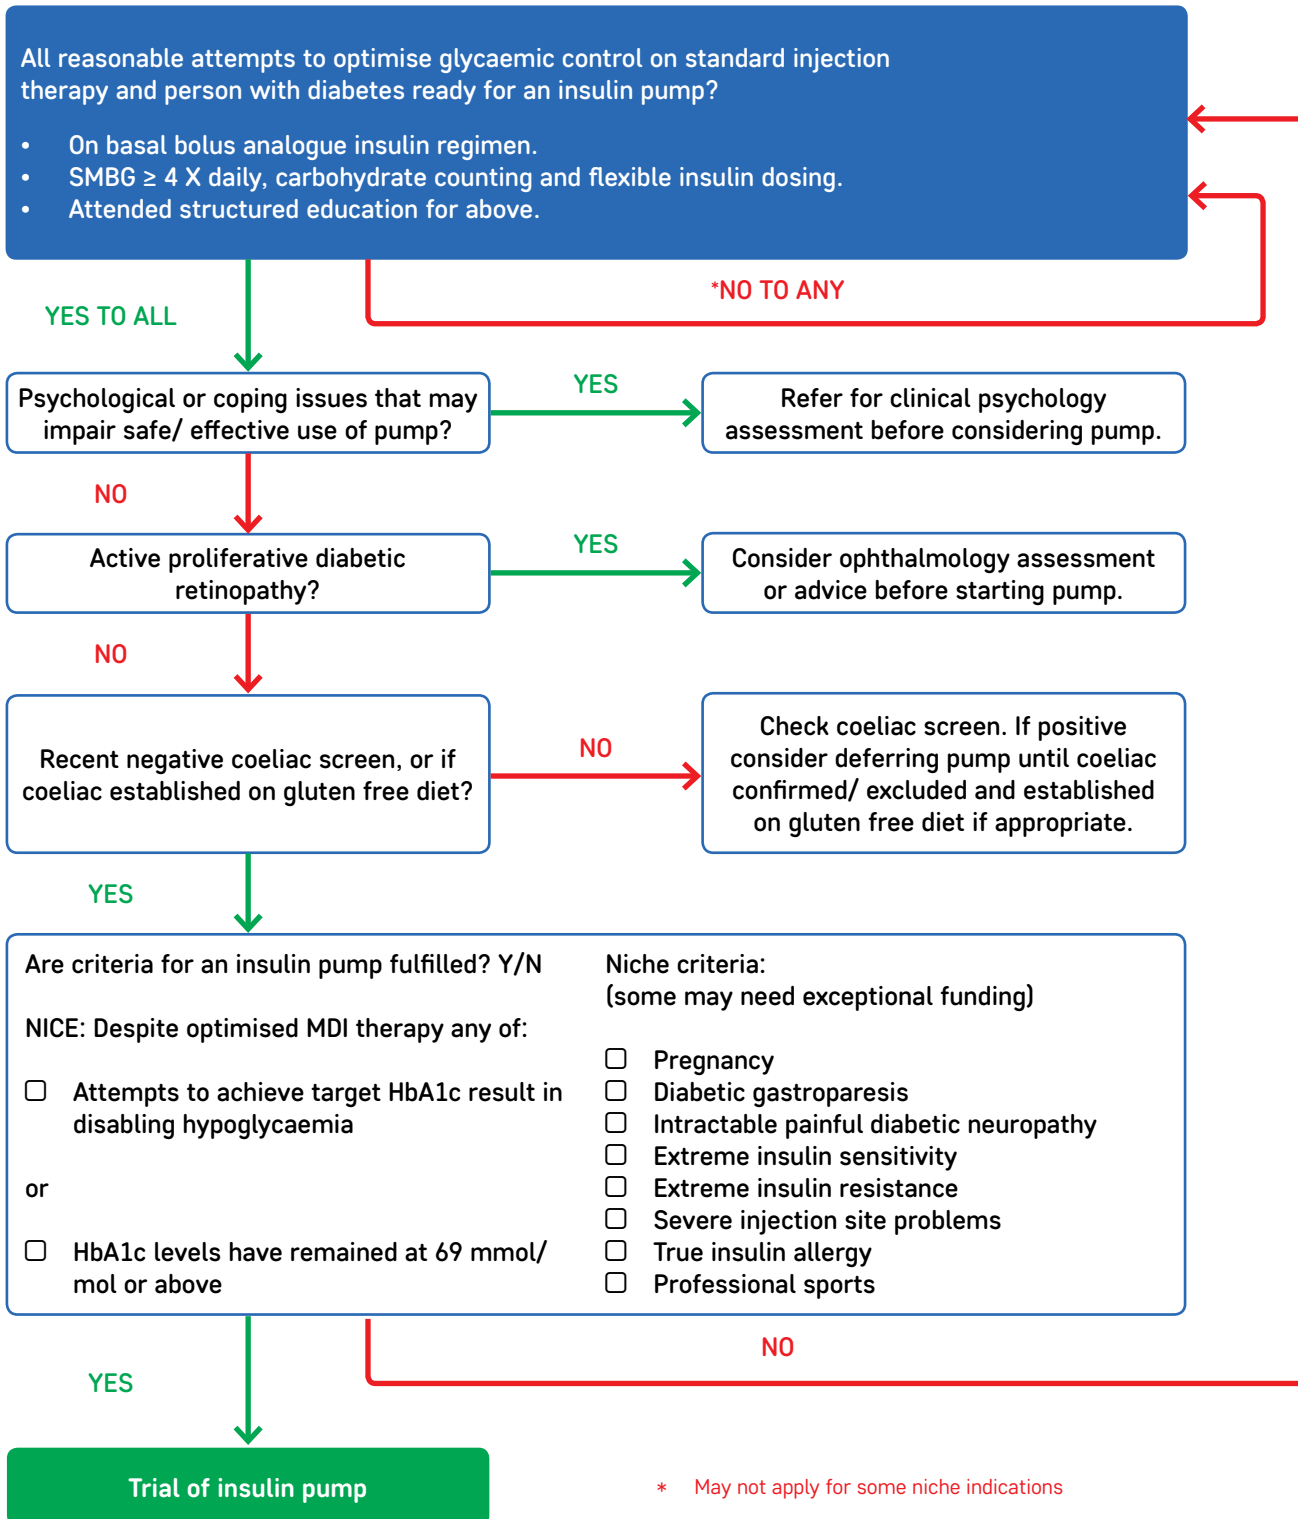 All reasonable attempts to optimise glycaemic control on standard injection
therapy and person with diabetes ready for an insulin pump?
• On basal bolus analogue insulin regimen.
• SMBG ≥ 4 X daily, carbohydrate counting and flexible insulin dosing.
• Attended structured education for above.
YES TO ALL
*NO TO ANY
Psychological or coping issues that may
impair safe/ effective use of pump?
YES
Refer for clinical psychology
assessment before considering pump.
NO
Active proliferative diabetic
retinopathy?
YES
Consider ophthalmology assessment
or advice before starting pump.
NO
Recent negative coeliac screen, or if
coeliac established on gluten free diet?
NO
Check coeliac screen. If positive
consider deferring pump until coeliac
confirmed/ excluded and established
on gluten free diet if appropriate.
YES
Are criteria for an insulin pump fulfilled? Y/N
NICE: Despite optimised MDI therapy any of:
Attempts to achieve target HbA1c result in
disabling hypoglycaemia
or
HbA1c levels have remained at 69 mmol/
mol or above
Niche criteria:
(some may need exceptional funding)
Pregnancy
Diabetic gastroparesis
Intractable painful diabetic neuropathy
Extreme insulin sensitivity
Extreme insulin resistance
Severe injection site problems
True insulin allergy
Professional sports
YES
NO
Trial of insulin pump
* May not apply for some niche indications